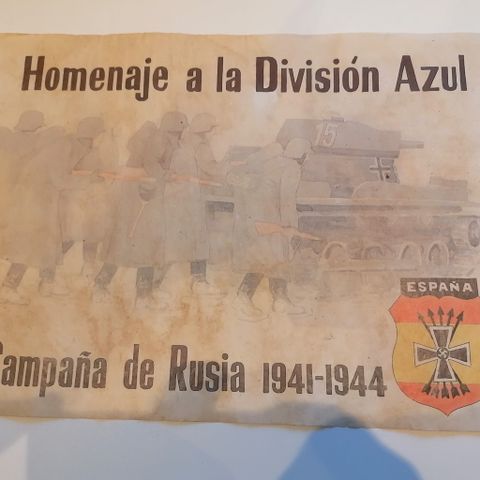 Homenaje a la División Azul
15
ESPAÑA
Campaña de Rusia 1941-1944